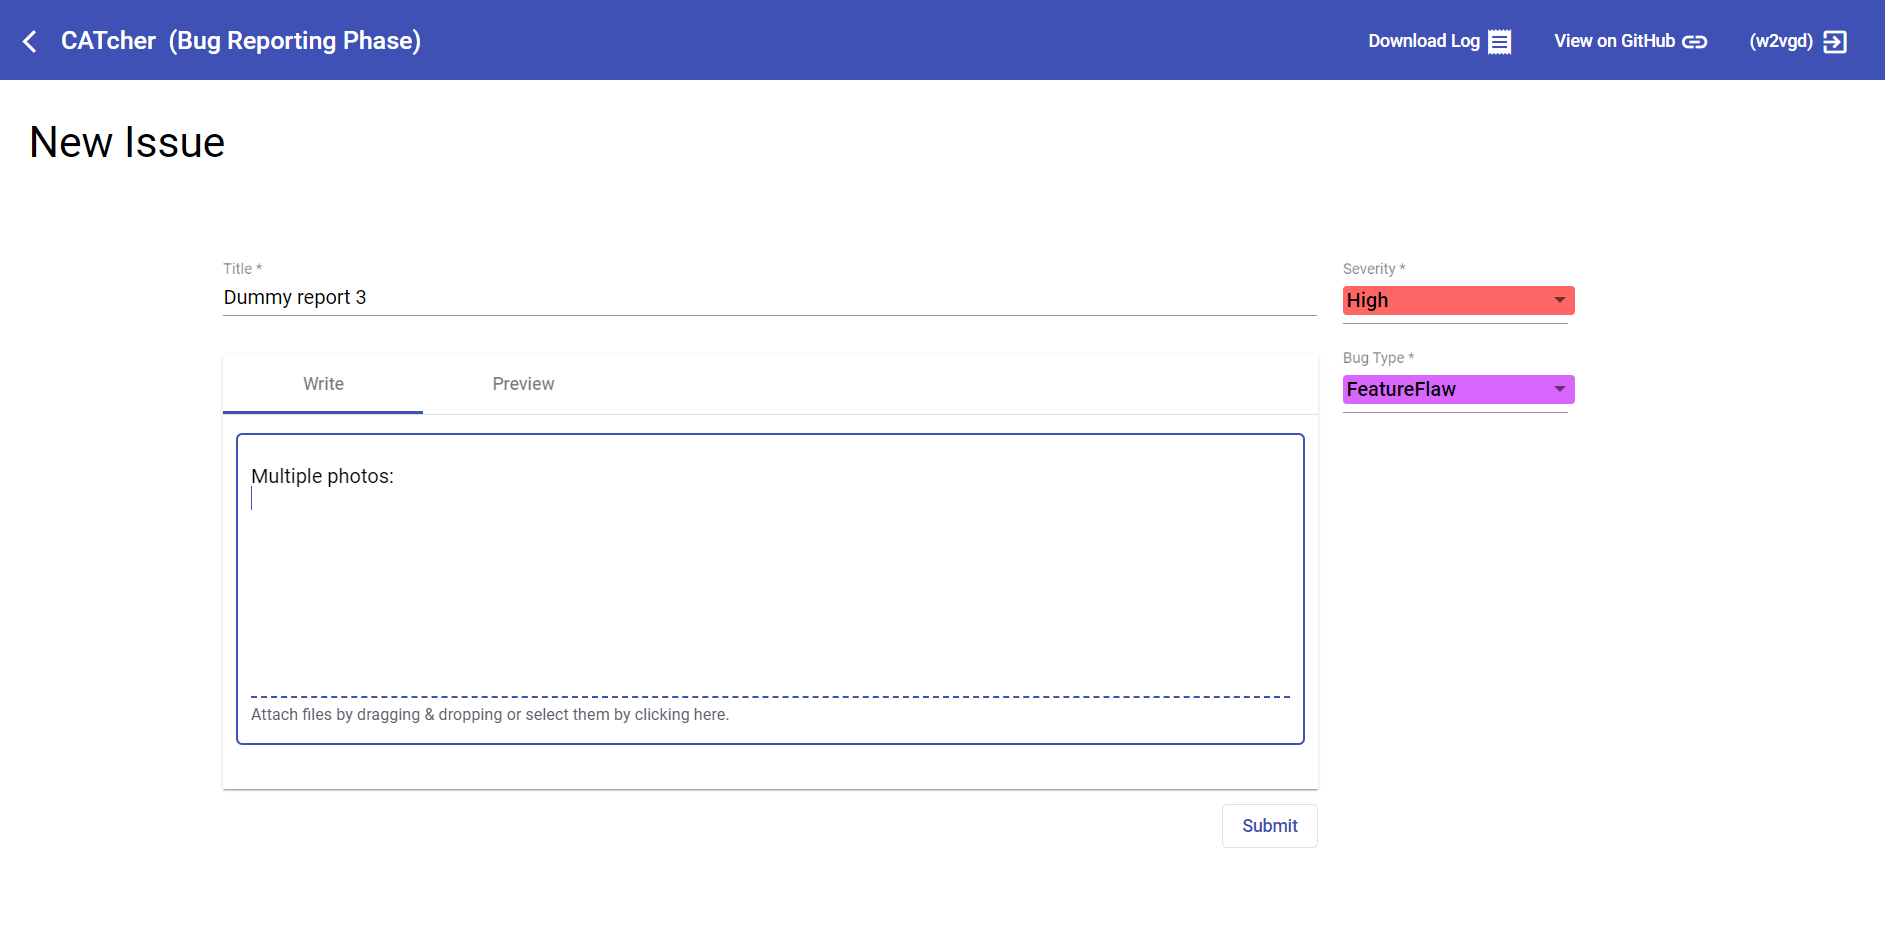 CATcher (Bug Reporting Phase)
Download Log
View on GitHub
(w2vgd)
New Issue
Title *
Dummy report 3
Severity *
High
Bug Type *
FeatureFlaw
Write
Preview
Multiple photos:
Attach files by dragging & dropping or select them by clicking here.
Submit